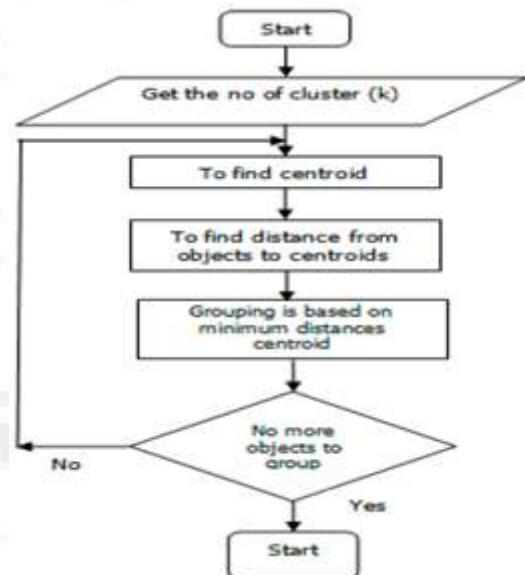 Start
Get the no of cluster (k)
To find centroid
To find distance from
objects to centroids
Grouping is based on
minimum distances
centroid
No more
objects to
group
No
Yes
Start